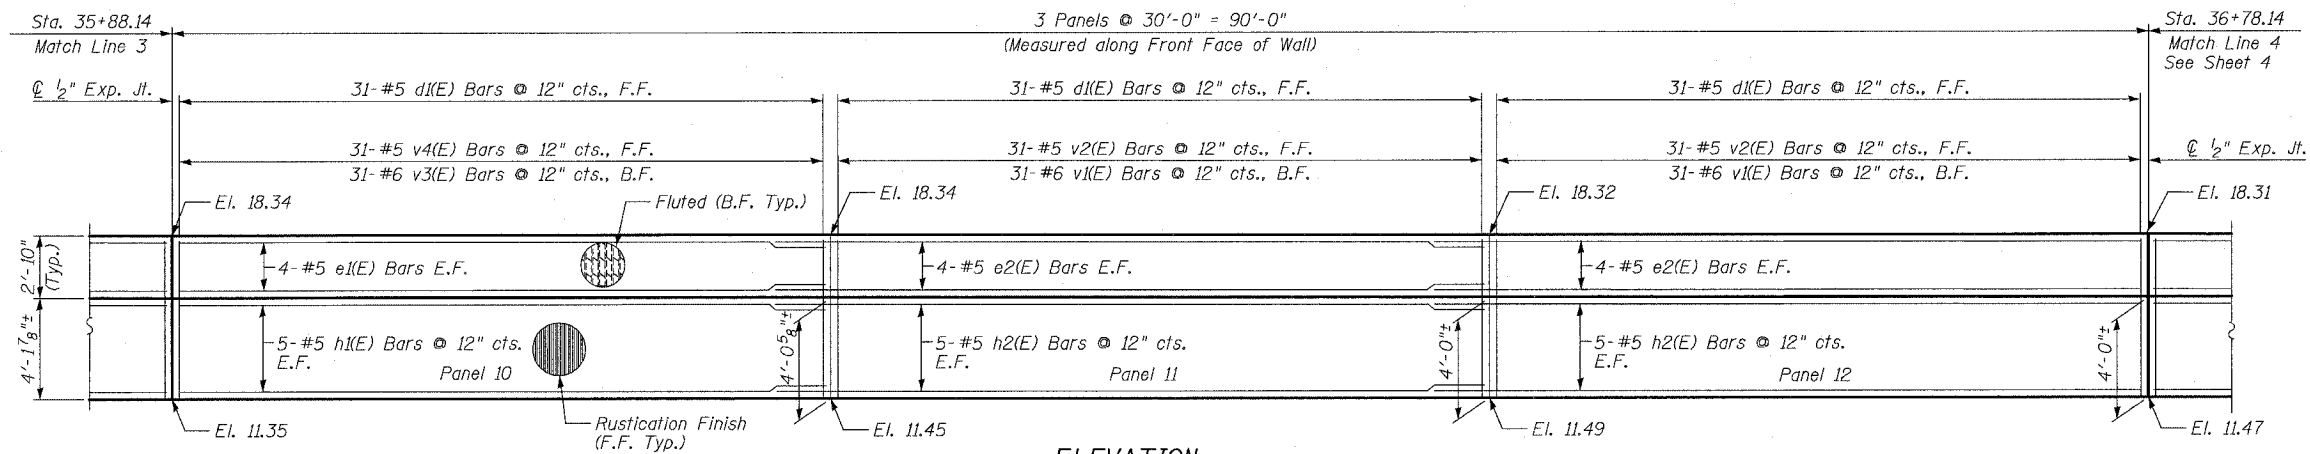 Sta. 35+88.14
Match Line 3
3 Panels @ 30'-0" = 90'-0"
(Measured along Front Face of Wall)
Sta. 36+78.14
Match Line 4
See Sheet 4
℄ ½" Exp. Jt.
31- #5 d1(E) Bars @ 12" cts., F.F.
31- #5 d1(E) Bars @ 12" cts., F.F.
31- #5 d1(E) Bars @ 12" cts., F.F.
31- #5 v4(E) Bars @ 12" cts., F.F.
31- #6 v3(E) Bars @ 12" cts., B.F.
31- #5 v2(E) Bars @ 12" cts., F.F.
31- #6 v1(E) Bars @ 12" cts., B.F.
31- #5 v2(E) Bars @ 12" cts., F.F.
31- #6 v1(E) Bars @ 12" cts., B.F.
℄ ½" Exp. Jt.
El. 18.34
Fluted (B.F. Typ.)
El. 18.34
El. 18.32
El. 18.31
2'-10"
(Typ.)
4- #5 e1(E) Bars E.F.
4- #5 e2(E) Bars E.F.
4- #5 e2(E) Bars E.F.
4'-1⅞"±
5- #5 h1(E) Bars @ 12" cts.
E.F.
Panel 10
4'-0⅝"±
5- #5 h2(E) Bars @ 12" cts.
E.F.
Panel 11
4'-0"±
5- #5 h2(E) Bars @ 12" cts.
E.F.
Panel 12
4'-0"±
El. 11.35
Rustication Finish
(F.F. Typ.)
El. 11.45
El. 11.49
El. 11.47
ELEVATION